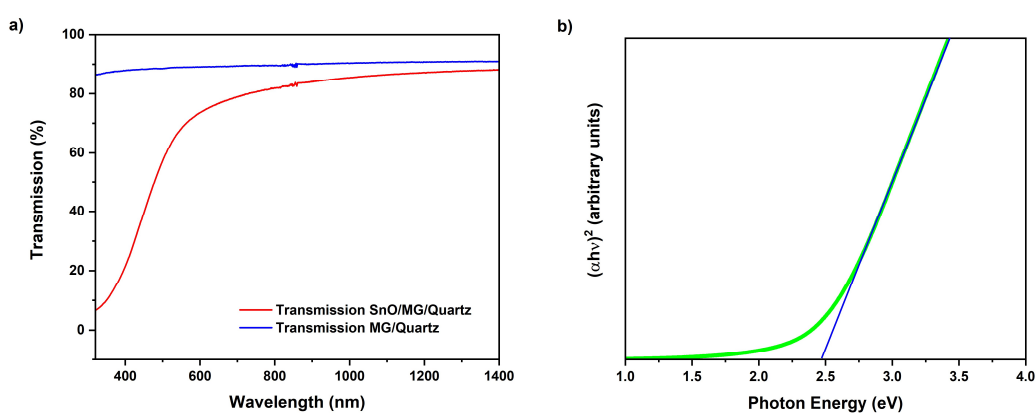 a)
Transmission (%)
100
80
60
40
20
0
Transmission SnO/MG/Quartz
Transmission MG/Quartz
400 600 800 1000 1200 1400
Wavelength (nm)
b)
(αhν)² (arbitrary units)
1.0 1.5 2.0 2.5 3.0 3.5 4.0
Photon Energy (eV)